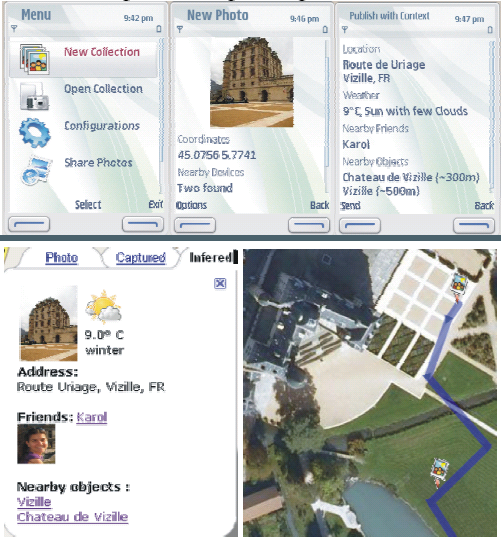 Menu
9:42 pm
New Collection
Open Collection
Configurations
Share Photos
Select
Exit
New Photo
9:46 pm
Coordinates
45.0756 5.7741
Nearby Devices
Two found
Options
Back
Publish with Context
9:47 pm
Location
Route de Uriage
Vizille, FR
Weather
9°C, Sun with few Clouds
Nearby Friends
Karol
Nearby Objects
Chateau de Vizille (~300m)
Vizille (~500m)
Send
Back
Photo
Captured
Infered
9.0º C
winter
Address:
Route Uriage, Vizille, FR
Friends: Karol
Nearby objects :
Vizille
Chateau de Vizille